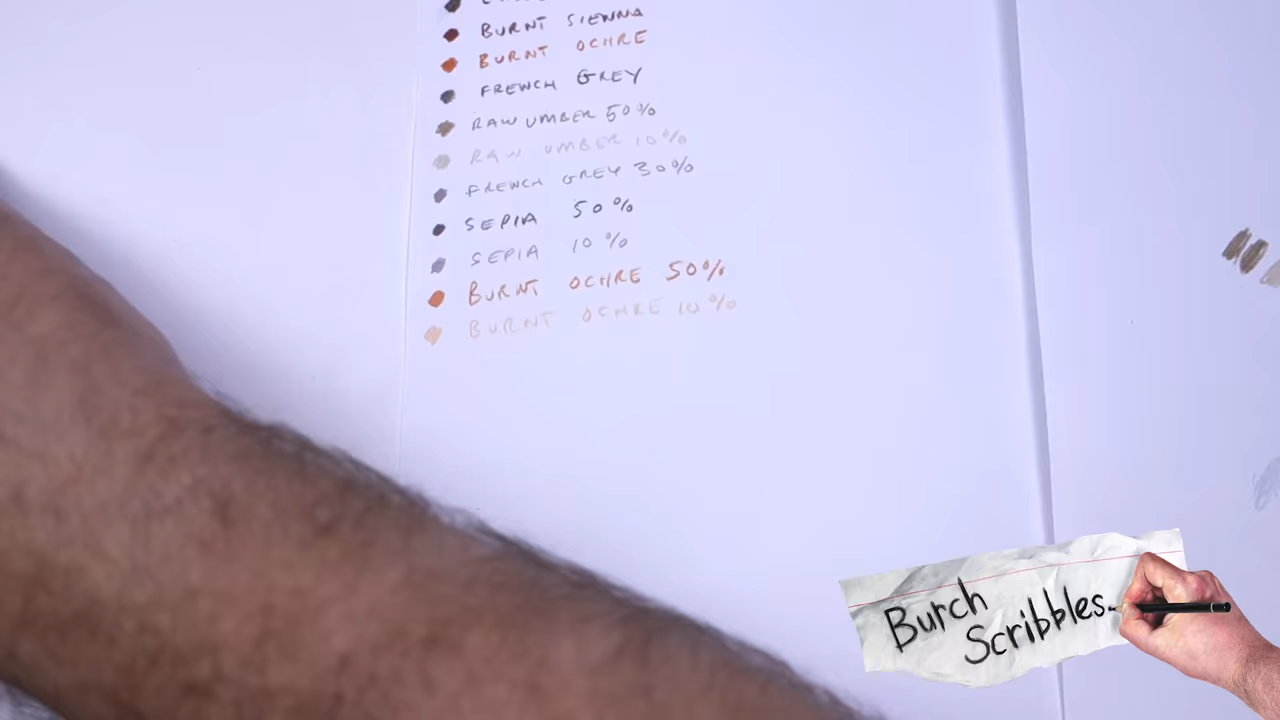 BURNT SIENNA
BURNT OCHRE
FRENCH GREY
RAW UMBER 50%
RAW UMBER 10%
FRENCH GREY 30%
SEPIA 50%
SEPIA 10%
BURNT OCHRE 50%
BURNT OCHRE 10%
Burch
Scribbles.